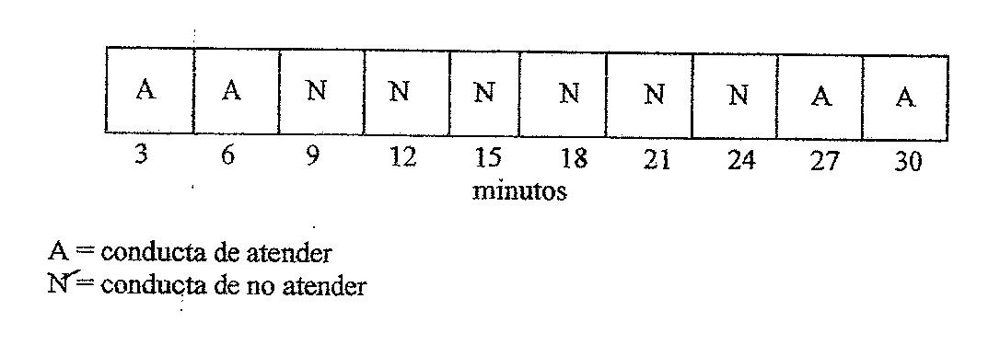 A A N N N N N N A A
3 6 9 12 15 18 21 24 27 30
minutos
A = conducta de atender
N = conducta de no atender